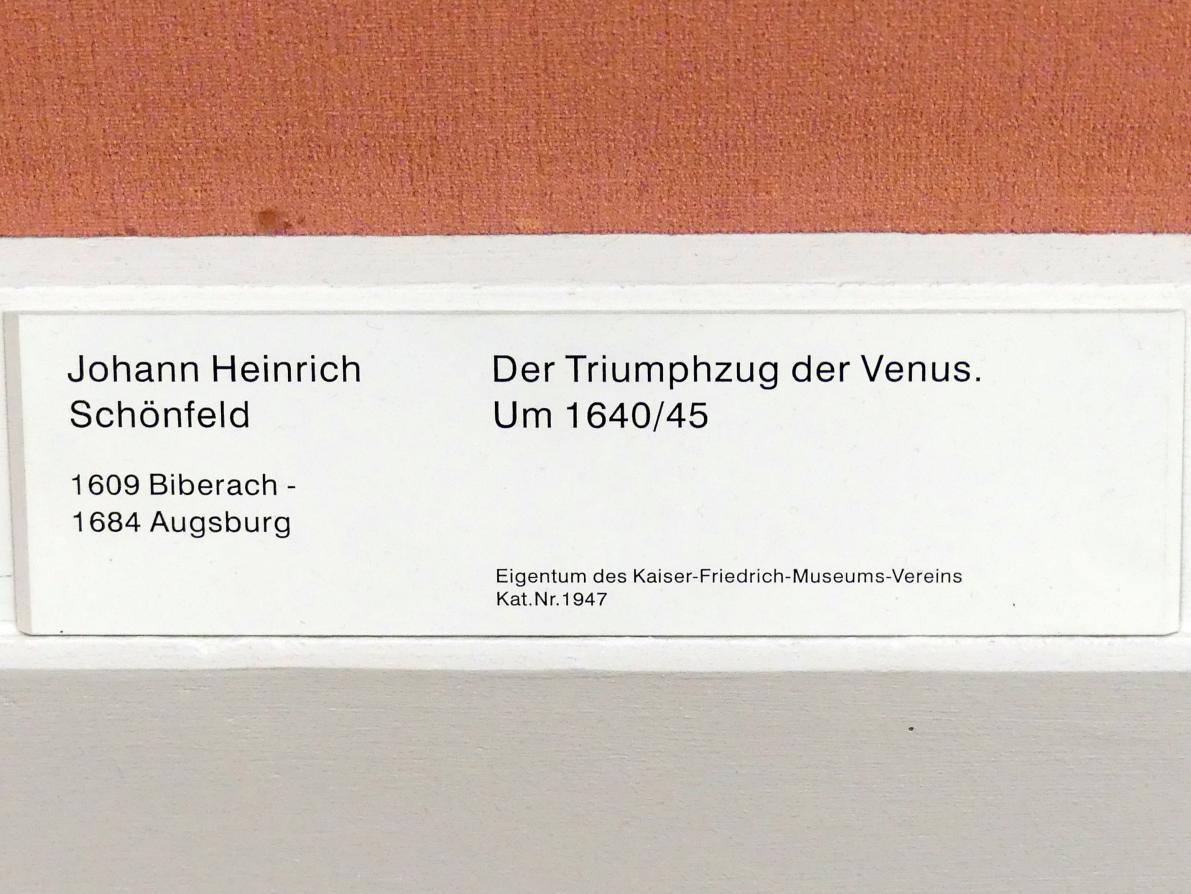 Johann Heinrich
Schönfeld
1609 Biberach -
1684 Augsburg
Der Triumphzug der Venus.
Um 1640/45
Eigentum des Kaiser-Friedrich-Museums-Vereins
Kat.Nr.1947